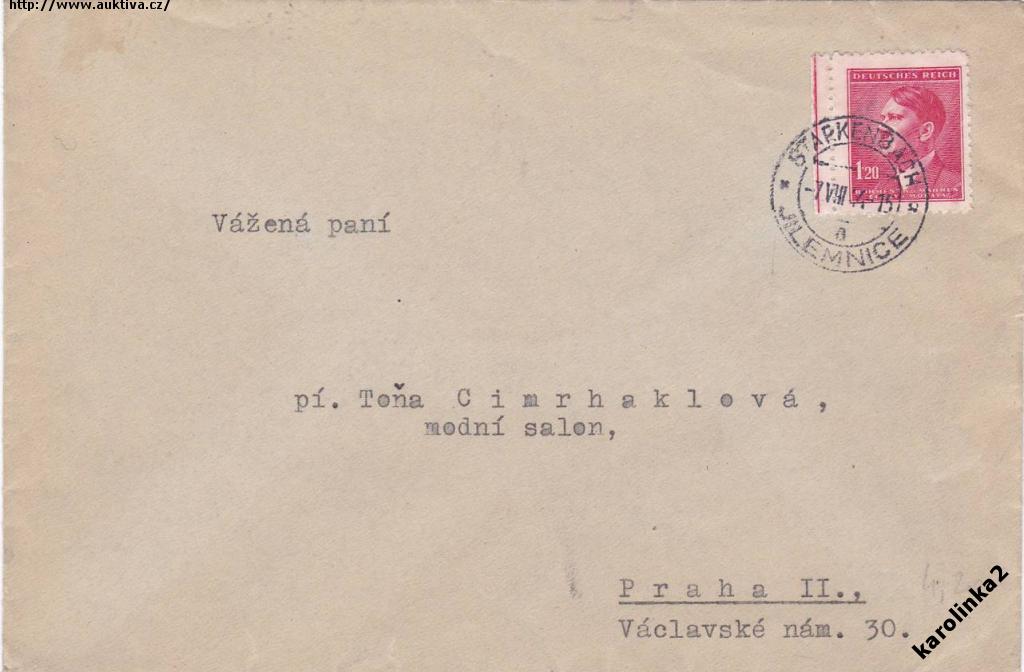 http://www.auktiva.cz/
DEUTSCHES REICH
1.20
STARKENBACH
JILEMNICE
a
Vážená paní
pí. Toňa Cimrhaklová,
modní salon,
Praha II.,
Václavské nám. 30.
karolinka2